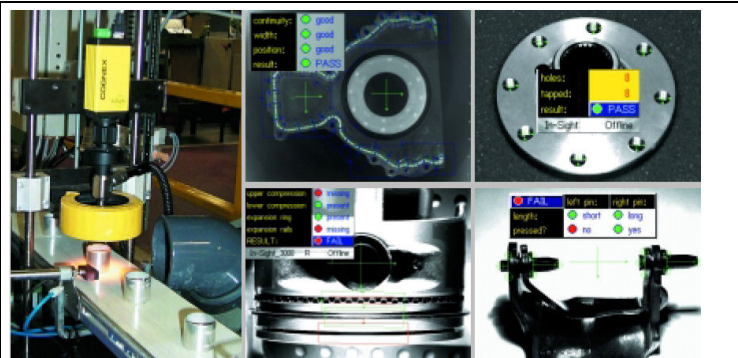 COGNEX
continuity: good
width: good
position: good
result: PASS
holes: 8
tapped: 8
result: PASS
In-Sight Offline
upper compression missing
lower compression present
expansion ring present
expansion rails missing
RESULT: FAIL
In-Sight_3000 R Offline
FAIL left pin: right pin:
length: short long
pressed? no yes